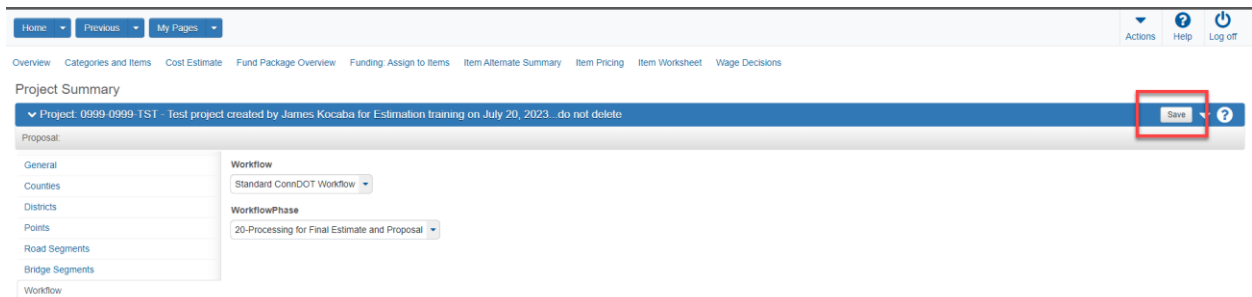 Home Previous My Pages
Actions Help Log off
Overview Categories and Items Cost Estimate Fund Package Overview Funding: Assign to Items Item Alternate Summary Item Pricing Item Worksheet Wage Decisions
Project Summary
Project: 0999-0999-TST - Test project created by James Kocaba for Estimation training on July 20, 2023...do not delete Save ?
Proposal:
General
Workflow
Counties
Standard ConnDOT Workflow
Districts
WorkflowPhase
Points
20-Processing for Final Estimate and Proposal
Road Segments
Bridge Segments
Workflow